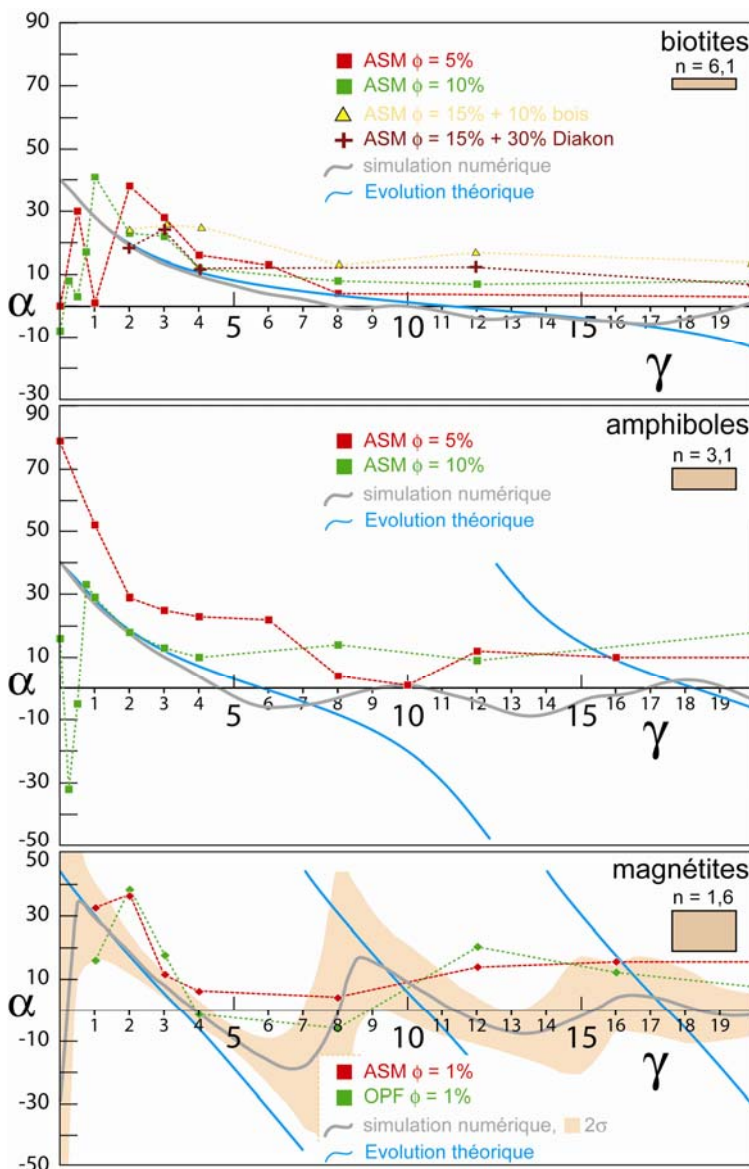 biotites
n = 6,1
ASM ϕ = 5%
ASM ϕ = 10%
ASM ϕ = 15% + 10% bois
ASM ϕ = 15% + 30% Diakon
simulation numérique
Evolution théorique
90
70
50
30
10
α
-10
-30
1 2 3 4 5 6 7 8 9 10 11 12 13 14 15 16 17 18 19
γ
amphiboles
n = 3,1
ASM ϕ = 5%
ASM ϕ = 10%
simulation numérique
Evolution théorique
90
70
50
30
10
α
-10
-30
-50
1 2 3 4 5 6 7 8 9 10 11 12 13 14 15 16 17 18 19
γ
magnétites
n = 1,6
50
30
10
α
-10
-30
-50
1 2 3 4 5 6 7 8 9 10 11 12 13 14 15 16 17 18 19
γ
ASM ϕ = 1%
OPF ϕ = 1%
simulation numérique, 2σ
Evolution théorique